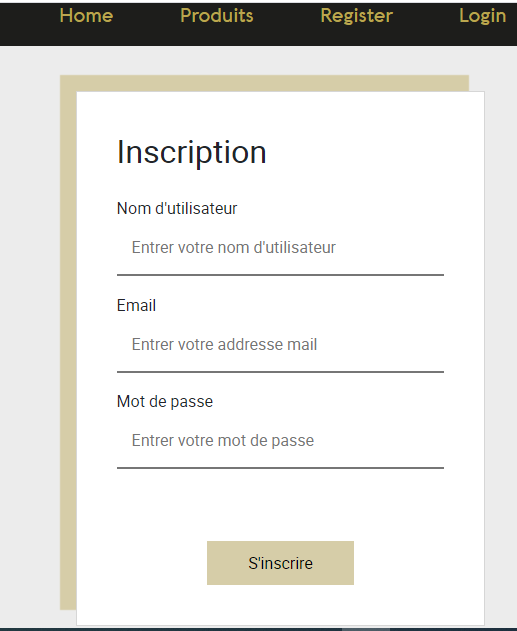 Home Produits Register Login
Inscription
Nom d'utilisateur
Entrer votre nom d'utilisateur
Email
Entrer votre addresse mail
Mot de passe
Entrer votre mot de passe
S'inscrire